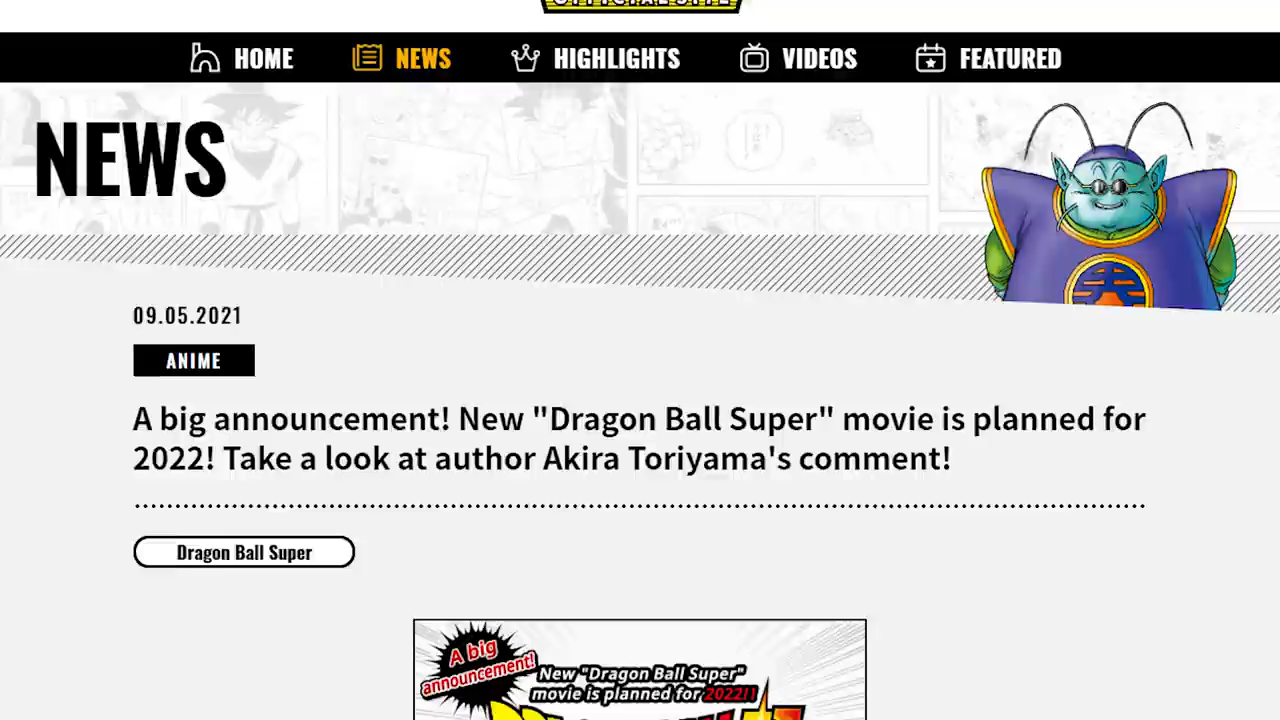 OFFICIAL SITE
HOME NEWS HIGHLIGHTS VIDEOS FEATURED
NEWS
09.05.2021
ANIME
A big announcement! New "Dragon Ball Super" movie is planned for
2022! Take a look at author Akira Toriyama's comment!
Dragon Ball Super
A big
announcement!
New "Dragon Ball Super"
movie is planned for 2022!!